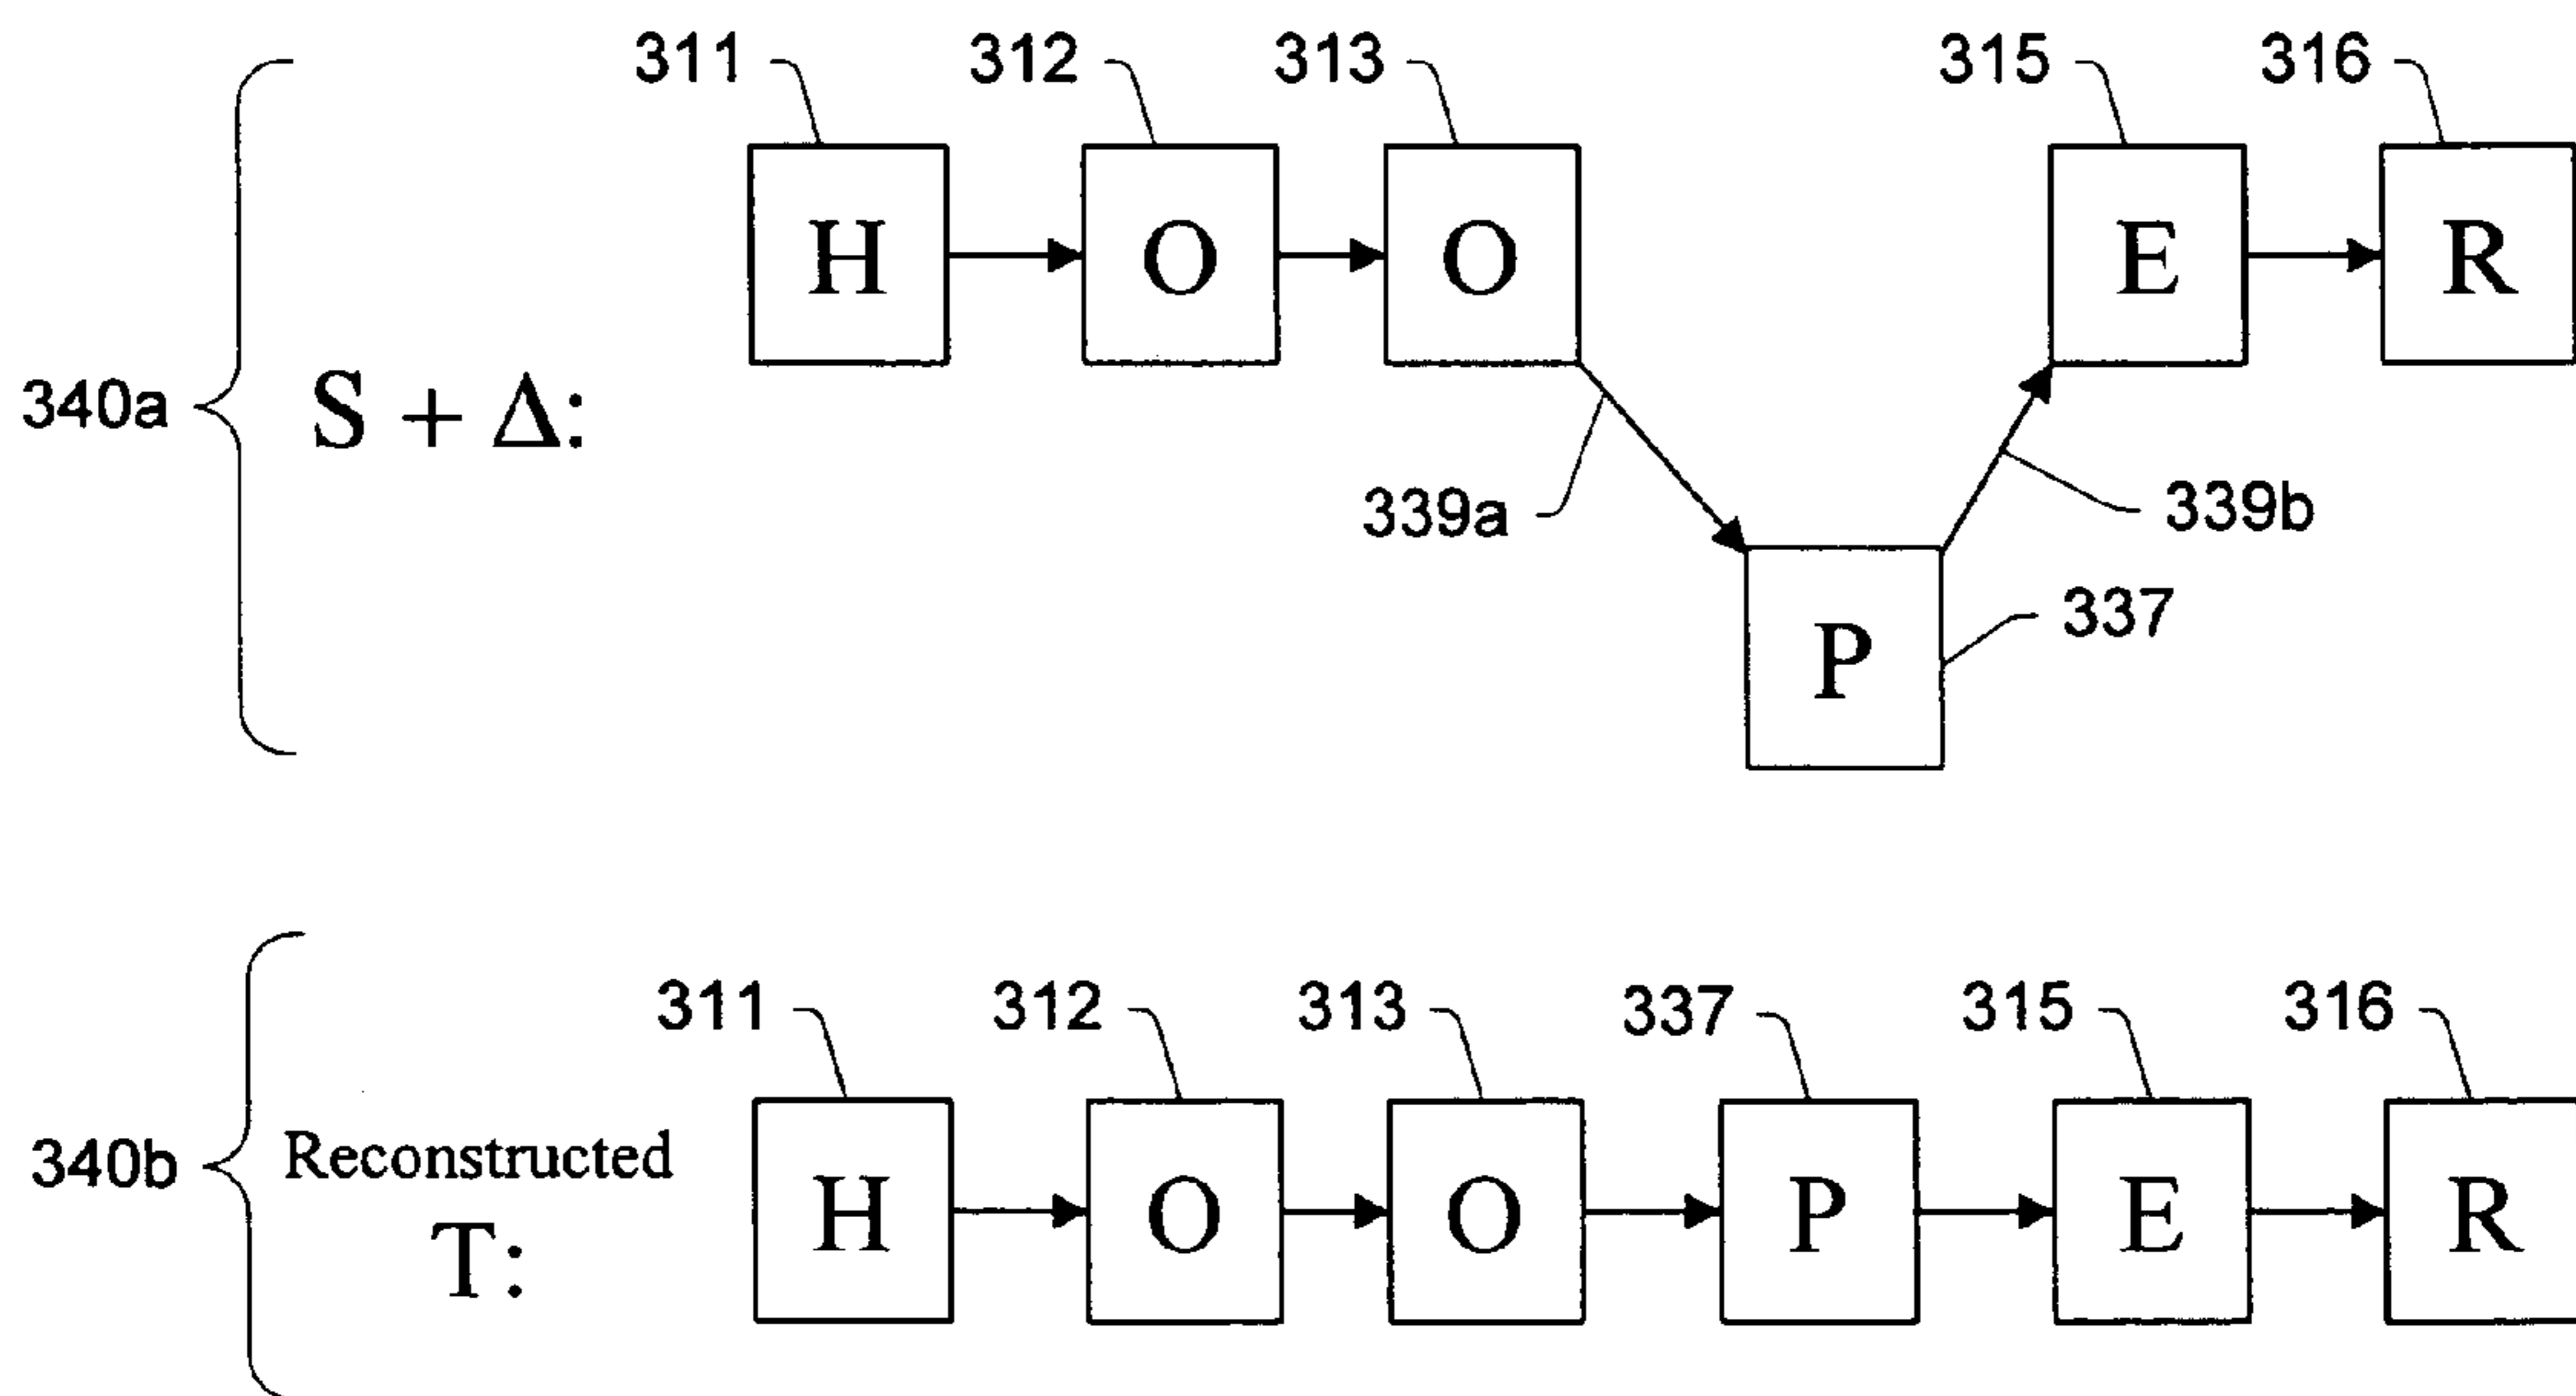 311 312 313 315 316
H O O E R
340a S + Δ:
339a 339b
337
P
311 312 313 337 315 316
340b Reconstructed
T:
H O O P E R